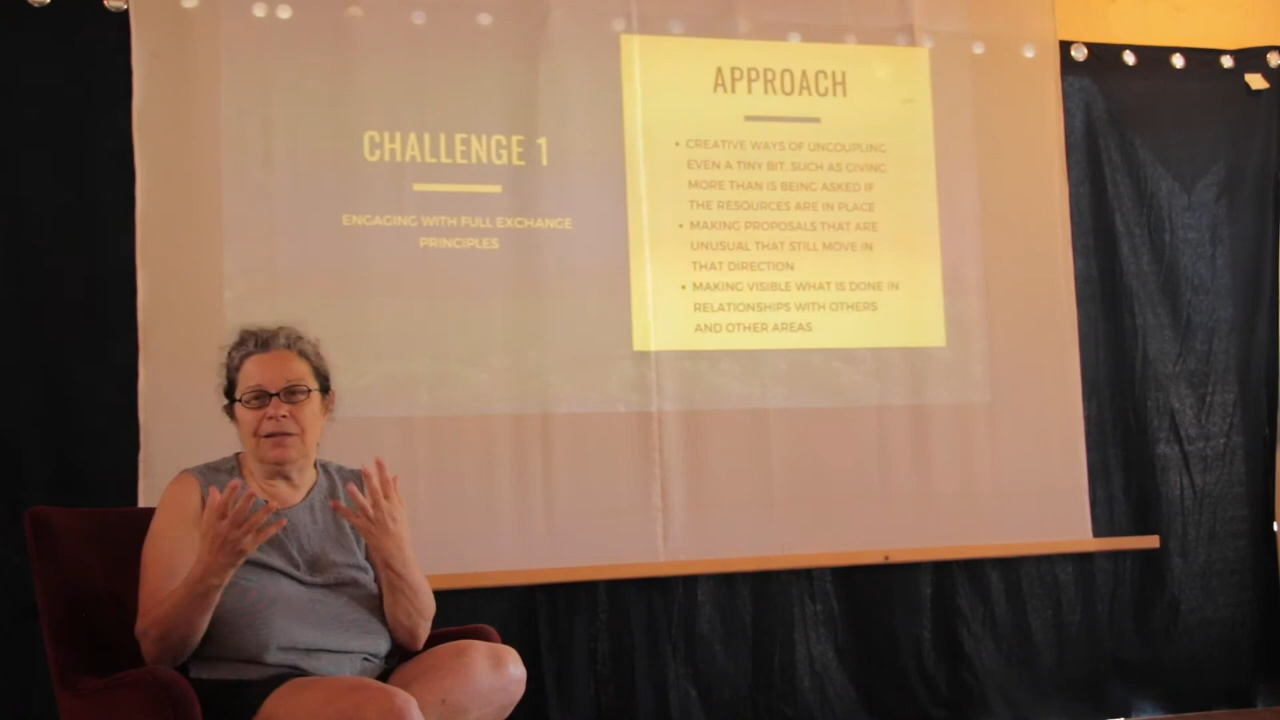 CHALLENGE 1
ENGAGING WITH FULL EXCHANGE
PRINCIPLES
APPROACH
• CREATIVE WAYS OF UNCOUPLING
EVEN A TINY BIT, SUCH AS GIVING
MORE THAN IS BEING ASKED IF
THE RESOURCES ARE IN PLACE
• MAKING PROPOSALS THAT ARE
UNUSUAL THAT STILL MOVE IN
THAT DIRECTION
• MAKING VISIBLE WHAT IS DONE IN
RELATIONSHIPS WITH OTHERS
AND OTHER AREAS